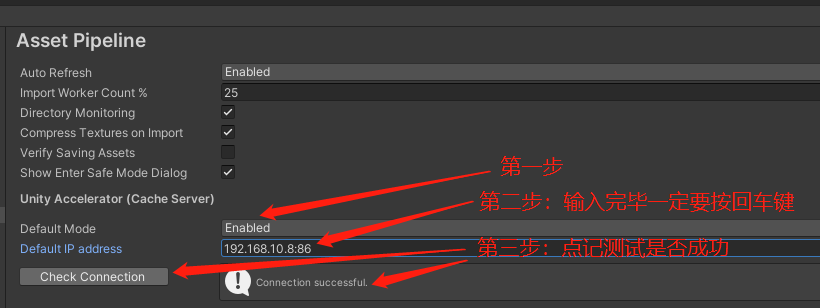 Asset Pipeline
Auto Refresh Enabled
Import Worker Count % 25
Directory Monitoring
Compress Textures on Import
Verify Saving Assets
Show Enter Safe Mode Dialog
第一步
Unity Accelerator (Cache Server)
第二步：输入完毕一定要按回车键
Default Mode Enabled
Default IP address 192.168.10.8:86
第三步：点记测试是否成功
Check Connection
Connection successful.